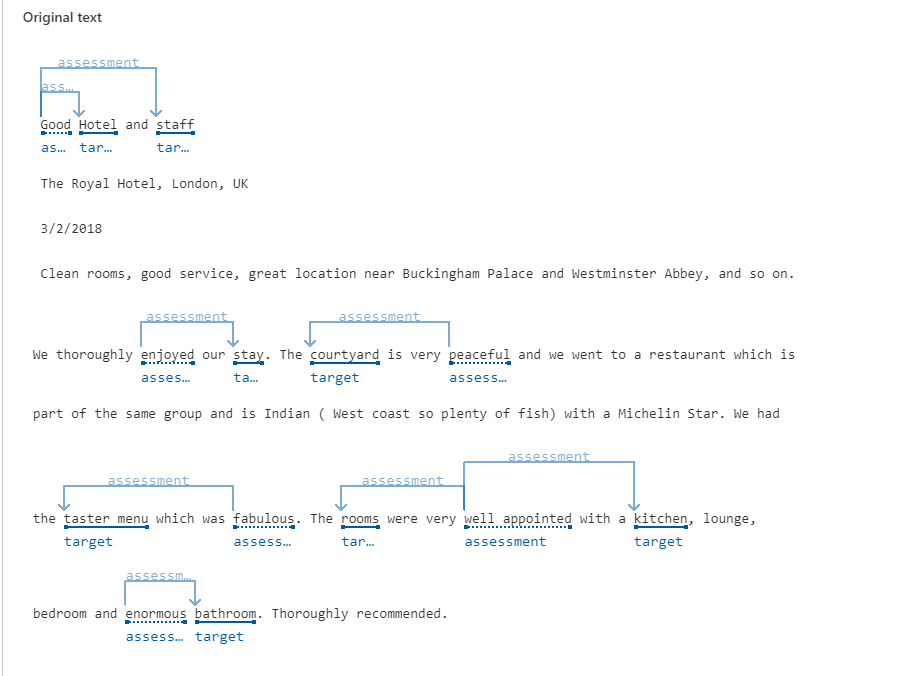 Original text
assessment
ass…
Good Hotel and staff
as… tar… tar…
The Royal Hotel, London, UK
3/2/2018
Clean rooms, good service, great location near Buckingham Palace and Westminster Abbey, and so on.
assessment assessment
We thoroughly enjoyed our stay. The courtyard is very peaceful and we went to a restaurant which is
asses… ta… target assess…
part of the same group and is Indian ( West coast so plenty of fish) with a Michelin Star. We had
assessment
assessment assessment
the taster menu which was fabulous. The rooms were very well appointed with a kitchen, lounge,
target assess… tar… assessment target
assessm…
bedroom and enormous bathroom. Thoroughly recommended.
assess… target